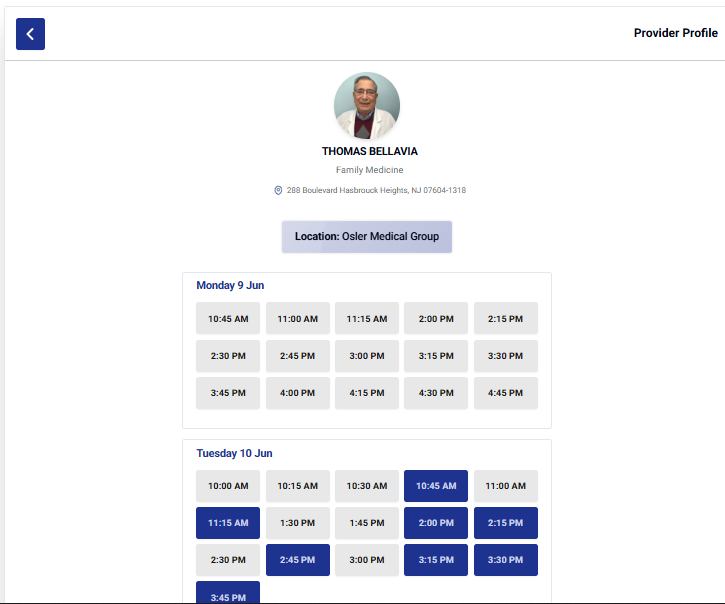 Provider Profile
THOMAS BELLAVIA
Family Medicine
288 Boulevard Hasbrouck Heights, NJ 07604-1318
Location: Osler Medical Group
Monday 9 Jun
10:45 AM 11:00 AM 11:15 AM 2:00 PM 2:15 PM
2:30 PM 2:45 PM 3:00 PM 3:15 PM 3:30 PM
3:45 PM 4:00 PM 4:15 PM 4:30 PM 4:45 PM
Tuesday 10 Jun
10:00 AM 10:15 AM 10:30 AM 10:45 AM 11:00 AM
11:15 AM 1:30 PM 1:45 PM 2:00 PM 2:15 PM
2:30 PM 2:45 PM 3:00 PM 3:15 PM 3:30 PM
3:45 PM